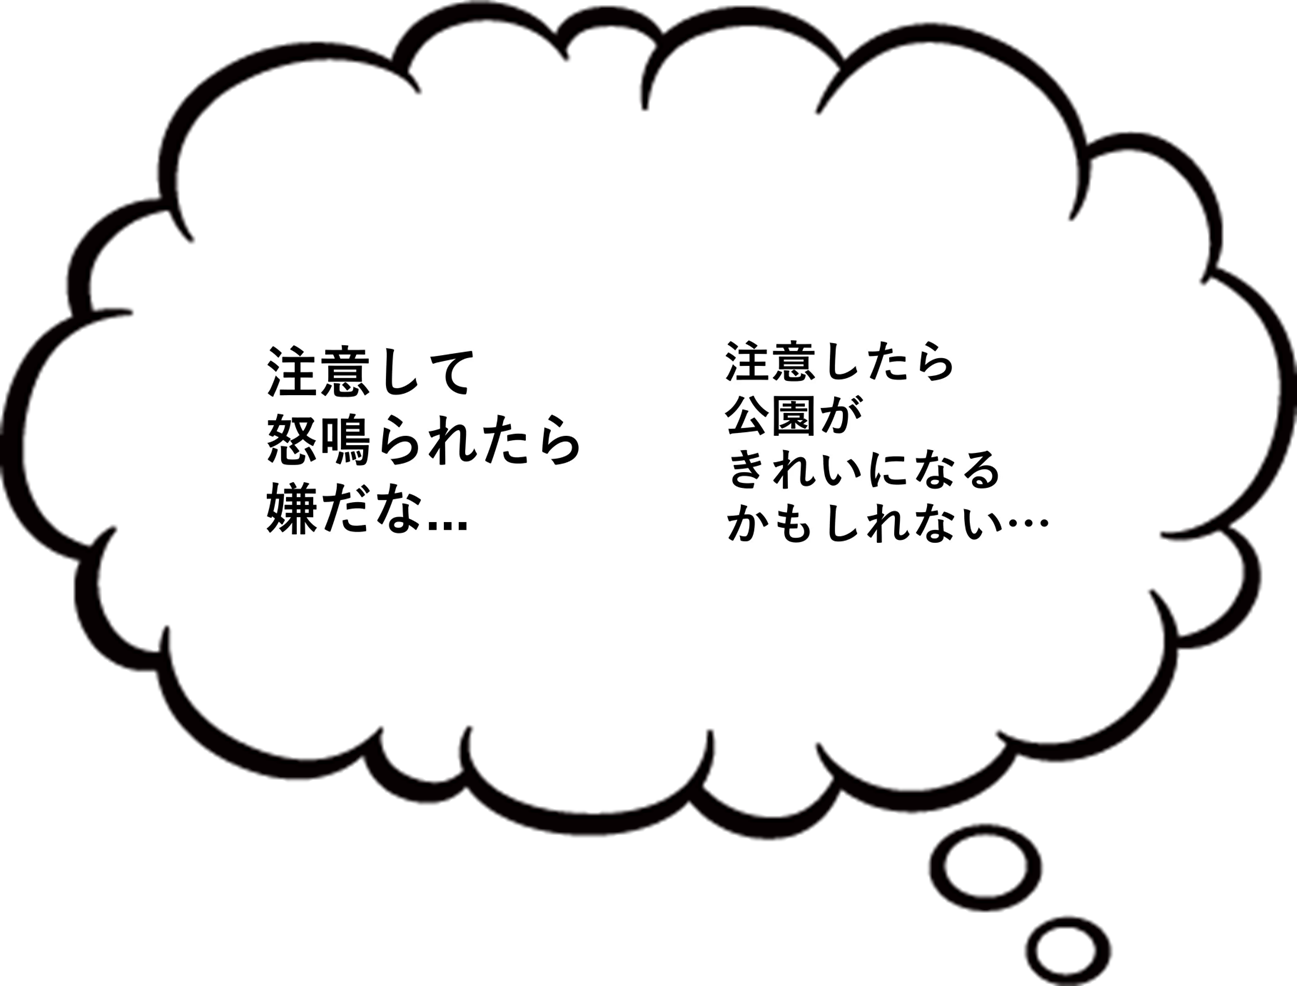 注意して
怒鳴られたら
嫌だな...
注意したら
公園が
きれいになる
かもしれない…